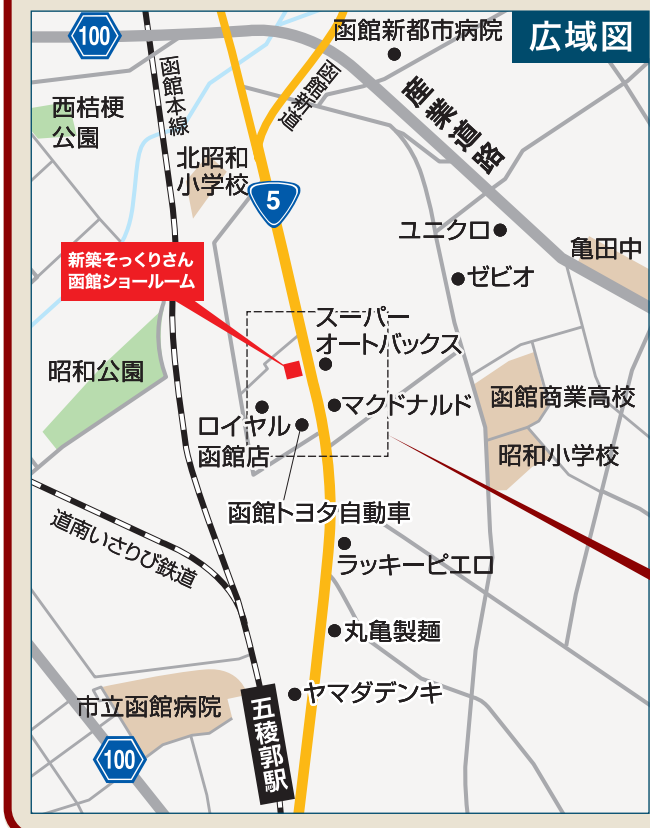 広域図
100
函館新都市病院
函館本線
函館新道
産業道路
西桔梗
公園
北昭和
小学校
5
ユニクロ
亀田中
ゼビオ
新築そっくりさん
函館ショールーム
スーパー
オートバックス
昭和公園
マクドナルド
函館商業高校
ロイヤル
函館店
昭和小学校
函館トヨタ自動車
道南いさりび鉄道
ラッキーピエロ
丸亀製麺
ヤマダデンキ
市立函館病院
五稜郭駅
100